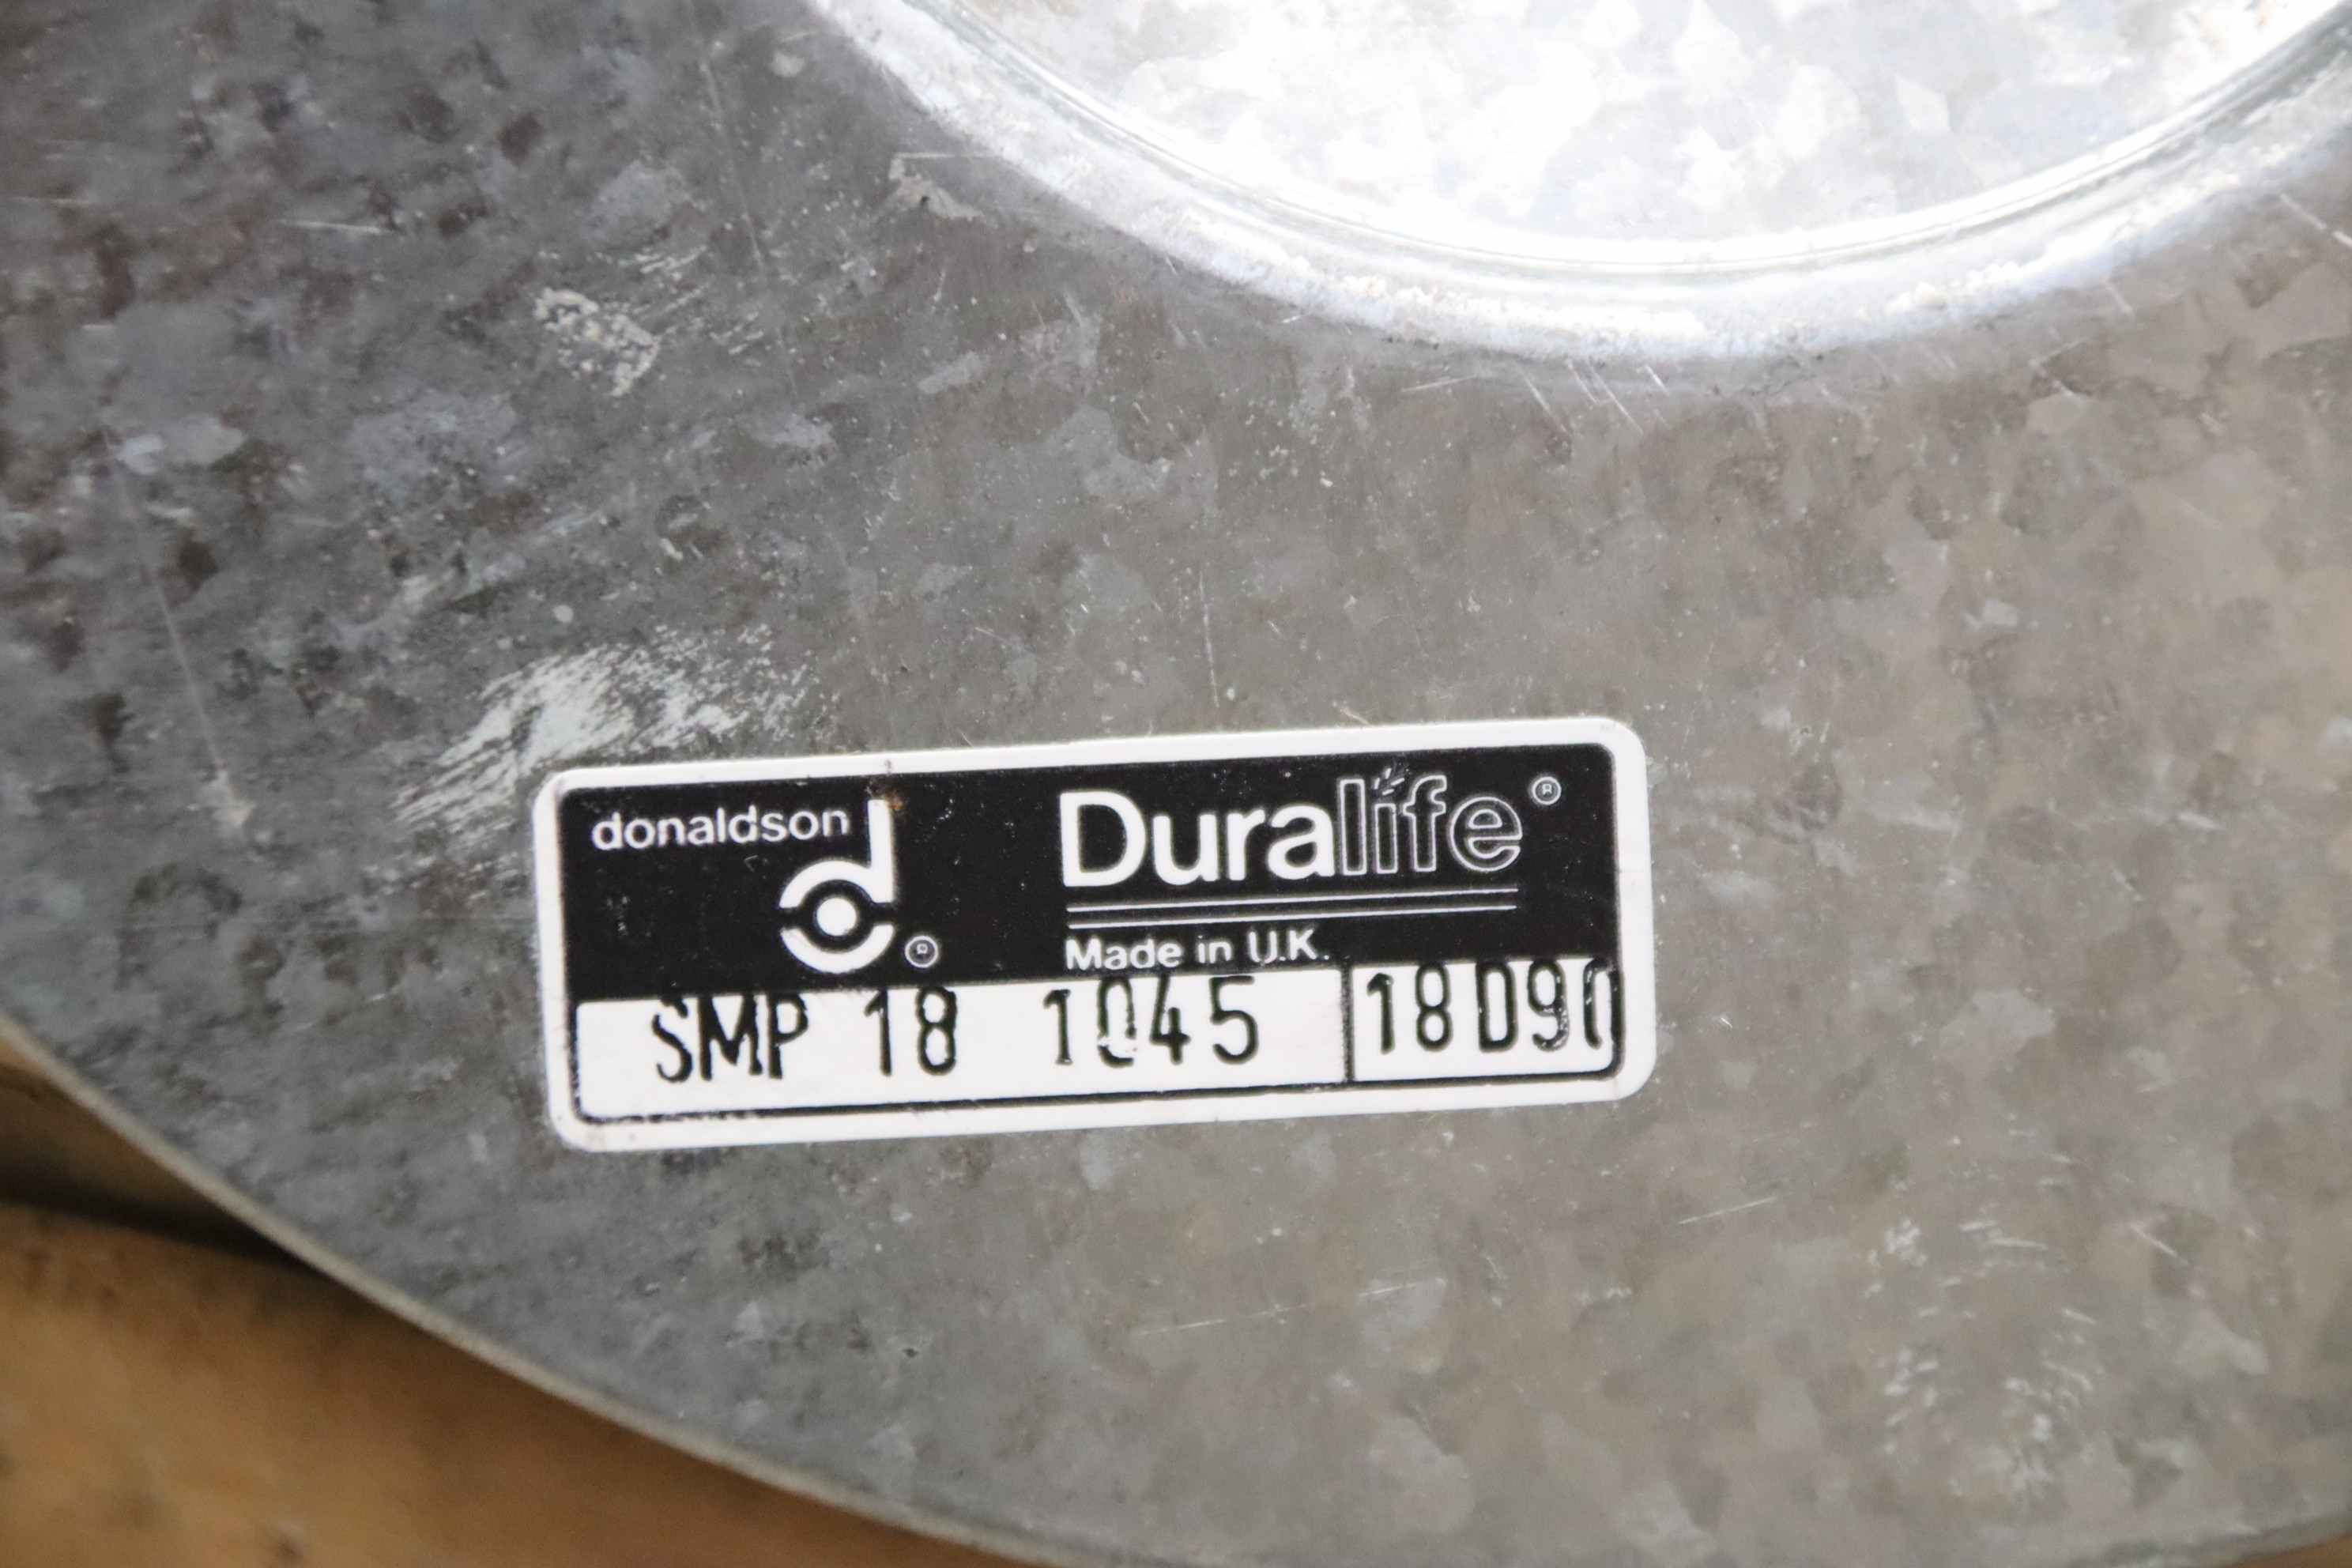 donaldson
d®
Duralife®
Made in U.K.
SMP 18 1045 18D90